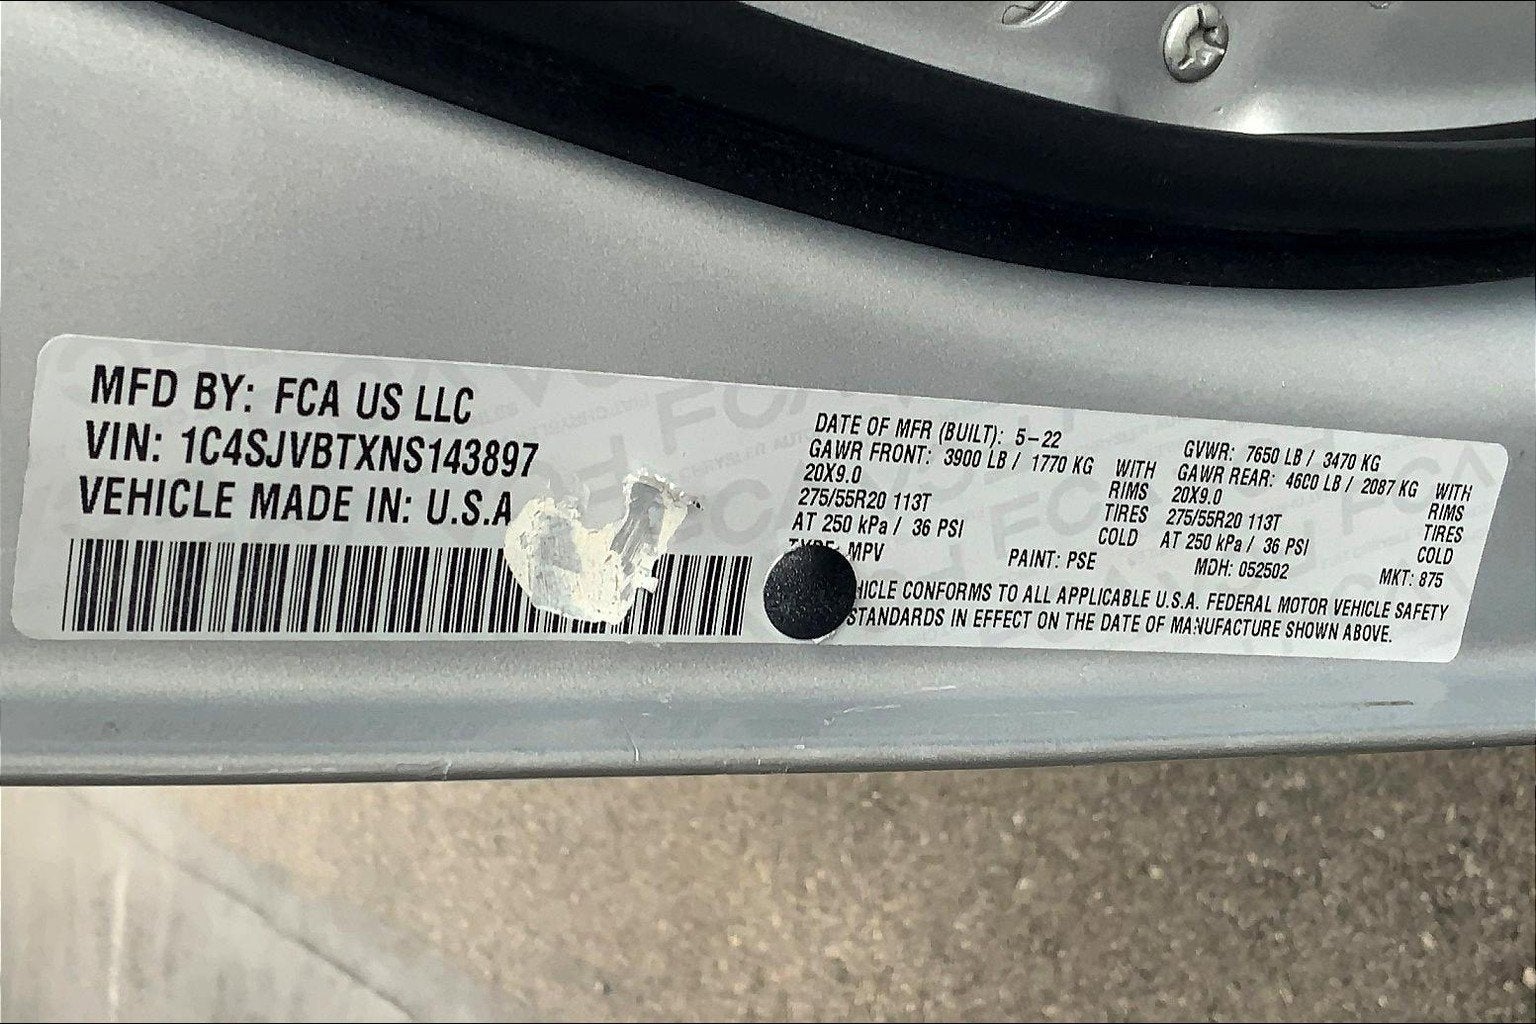 MFD BY: FCA US LLC
VIN: 1C4SJVBTXNS143897
VEHICLE MADE IN: U.S.A
DATE OF MFR (BUILT): 5-22
GAWR FRONT: 3900 LB / 1770 KG WITH
20X9.0 RIMS
275/55R20 113T TIRES
AT 250 kPa / 36 PSI COLD
TYPE: MPV PAINT: PSE
GVWR: 7650 LB / 3470 KG
GAWR REAR: 4600 LB / 2087 KG WITH
20X9.0 RIMS
275/55R20 113T TIRES
AT 250 kPa / 36 PSI COLD
MDH: 052502 MKT: 875
HICLE CONFORMS TO ALL APPLICABLE U.S.A. FEDERAL MOTOR VEHICLE SAFETY
STANDARDS IN EFFECT ON THE DATE OF MANUFACTURE SHOWN ABOVE.